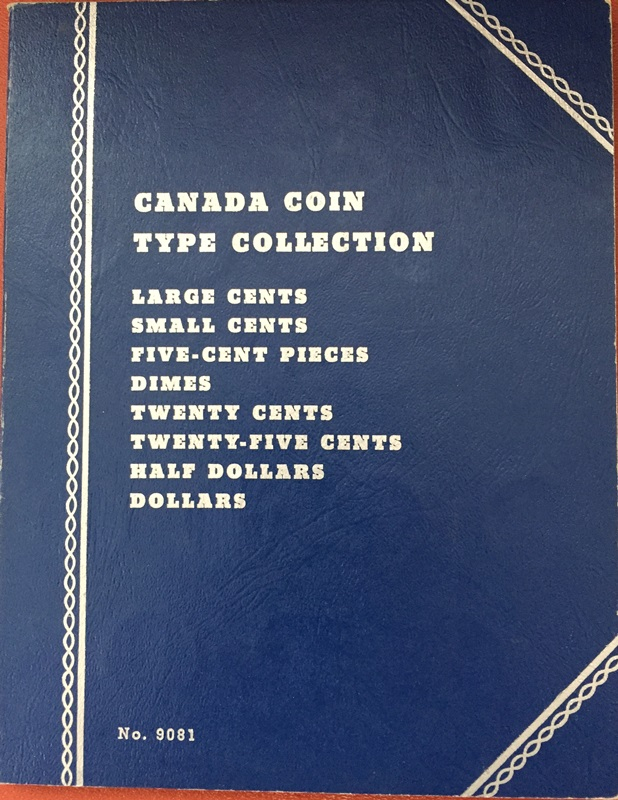 CANADA COIN
TYPE COLLECTION
LARGE CENTS
SMALL CENTS
FIVE-CENT PIECES
DIMES
TWENTY CENTS
TWENTY-FIVE CENTS
HALF DOLLARS
DOLLARS
No. 9081